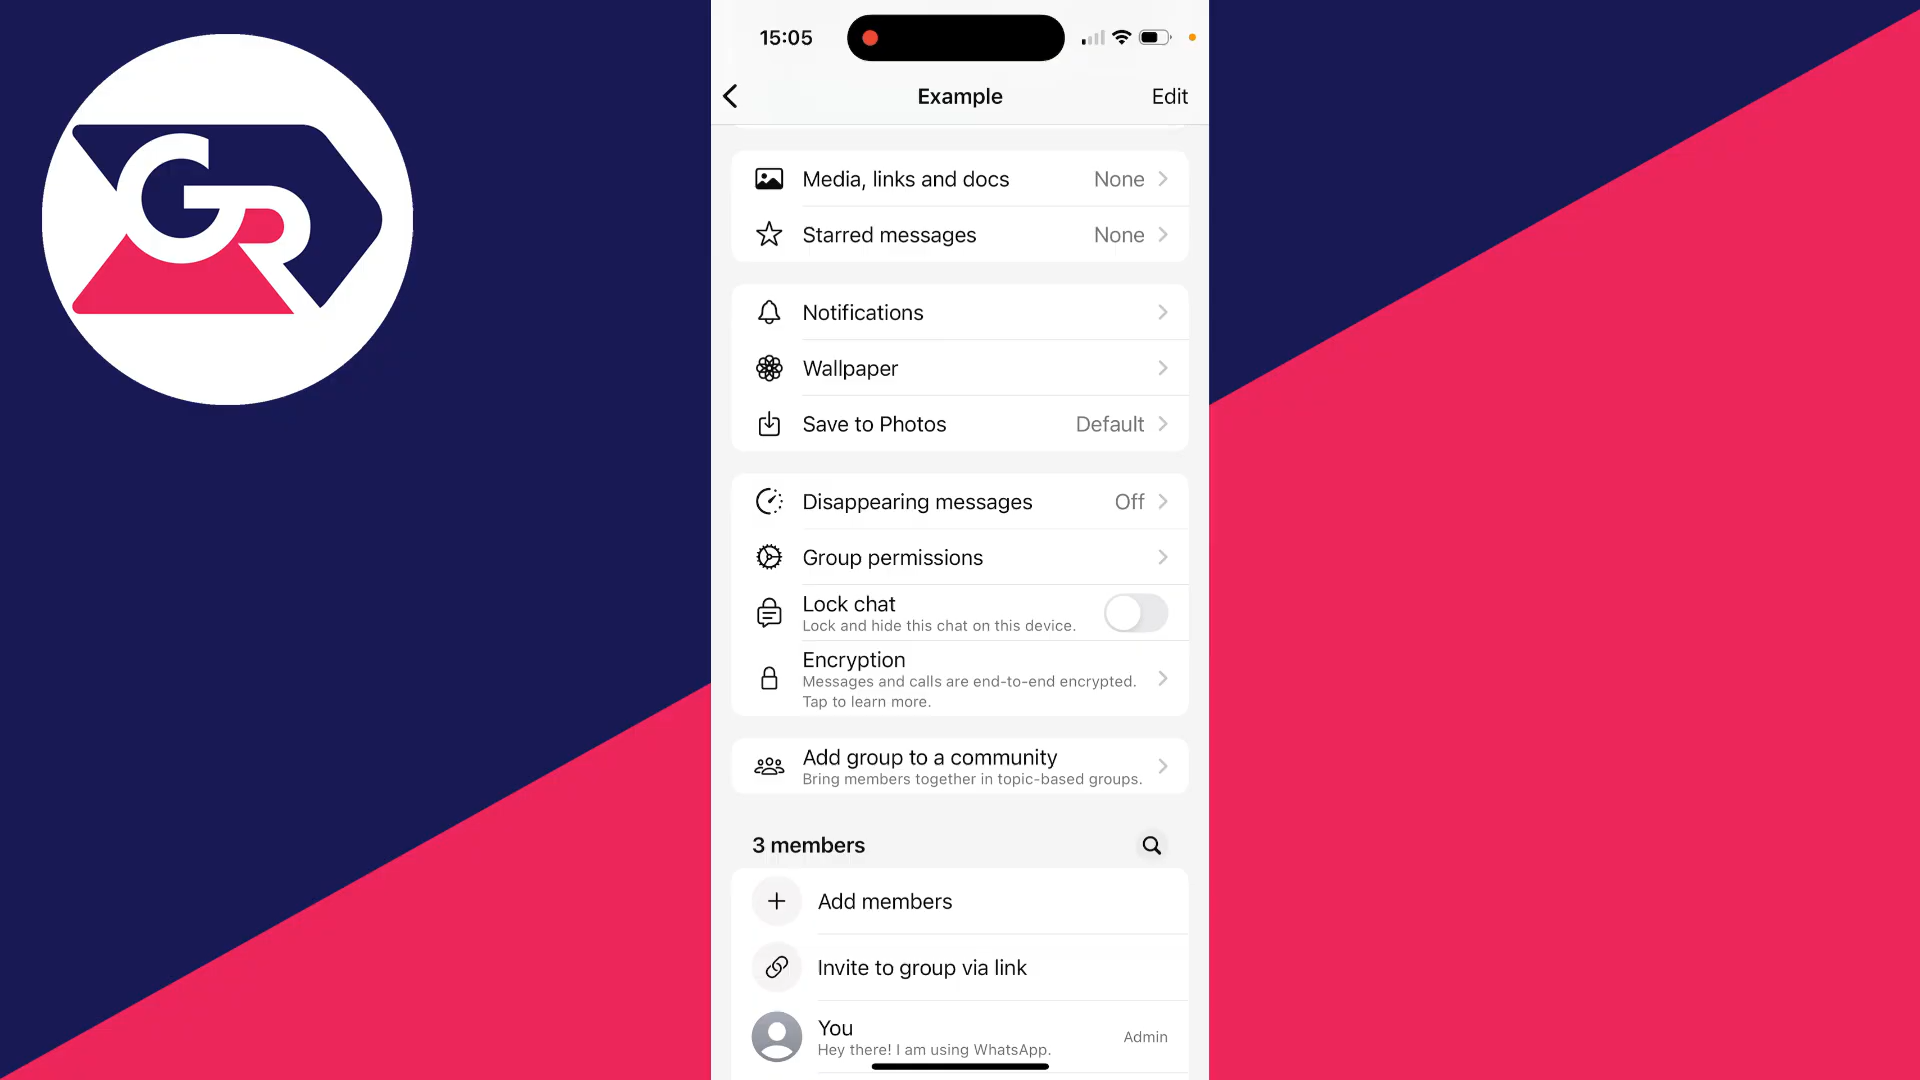 15:05
Example
Edit
Media, links and docs
None
Starred messages
None
Notifications
Wallpaper
Save to Photos
Default
Disappearing messages
Off
Group permissions
Lock chat
Lock and hide this chat on this device.
Encryption
Messages and calls are end-to-end encrypted.
Tap to learn more.
Add group to a community
Bring members together in topic-based groups.
3 members
Add members
Invite to group via link
You
Admin
Hey there! I am using WhatsApp.
GR